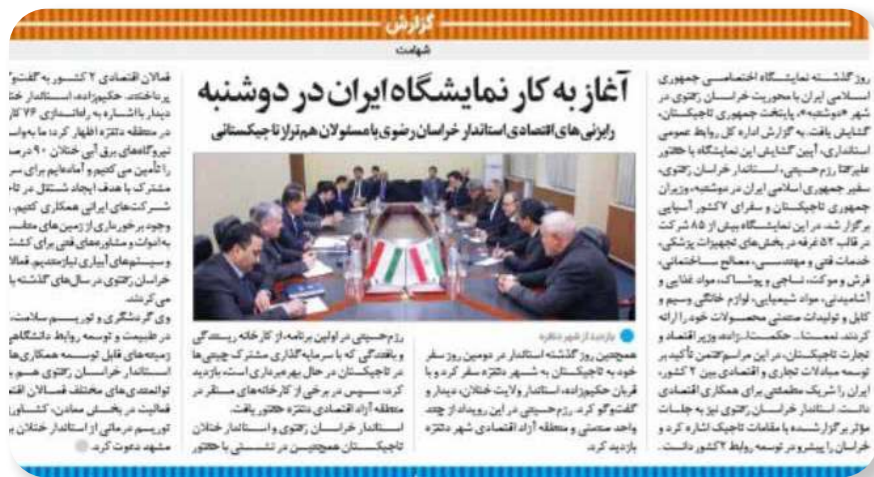 گزارش
شهامت
آغاز به کار نمایشگاه ایران در دوشنبه
رایزنی‌های اقتصادی استاندار خراسان رضوی با مسئولان هم‌تراز تاجیکستانی
روز گذشته نمایشگاه اختصاصی جمهوری
اسلامی ایران با محوریت خراسان رضوی در
شهر «دوشنبه»، پایتخت جمهوری تاجیکستان،
گشایش یافت. به گزارش اداره کل روابط عمومی
استانداری، آیین گشایش این نمایشگاه با حضور
علیرضا رزم حسینی، استاندار خراسان رضوی،
سفیر جمهوری اسلامی ایران در دوشنبه، وزیران
جمهوری تاجیکستان و سفرای ۷ کشور آسیایی
برگزار شد. در این نمایشگاه بیش از ۸۵ شرکت
در قالب ۵۲ غرفه در بخش‌های تجهیزات پزشکی،
خدمات فنی و مهندسی، مصالح ساختمانی،
فرش و موکت، نساجی و پوشاک، مواد غذایی و
آشامیدنی، مواد شیمیایی، لوازم خانگی وسیم و
کابل و تولیدات صنعتی محصولات خود را ارائه
کردند. نعمت‌ا... حکمت‌ا...زاده، وزیر اقتصاد و
تجارت تاجیکستان، در این مراسم ضمن تأکید بر
توسعه مبادلات تجاری و اقتصادی بین ۲ کشور،
ایران را شریک مطمئنی برای همکاری اقتصادی
دانست. استاندار خراسان رضوی نیز به جلسات
مؤثر برگزار شده با مقامات تاجیک اشاره کرد و
خراسان را پیشرو در توسعه روابط ۲ کشور دانست.
بازدید از شهر دنغره
همچنین روز گذشته استاندار در دومین روز سفر
خود به تاجیکستان به شهر دنغره سفر کرد و با
قربان حکیم‌زاده، استاندار ولایت ختلان، دیدار و
گفت‌وگو کرد. رزم حسینی در این رویداد از چند
واحد صنعتی و منطقه آزاد اقتصادی شهر دنغره
بازدید کرد.
رزم‌حسینی در اولین برنامه، از کارخانه ریسندگی
و بافندگی که با سرمایه‌گذاری مشترک چینی‌ها
در تاجیکستان در حال بهره‌برداری است، بازدید
کرد، سپس در برخی از کارخانه‌های مستقر در
منطقه آزاد اقتصادی دنغره حضور یافت.
استاندار خراسان رضوی و استاندار ختلان
تاجیکستان همچنین در نشستی با حضور
فعالان اقتصادی ۲ کشور به گفت‌و
پرداختند. حکیم‌زاده، استاندار
دیدار با اشاره به راه‌اندازی ۷۶
در منطقه دنغره اظهار کرد: ما
نیروگاه‌های برق آبی ختلان ۹۰
را تأمین می کنیم و آماده‌ایم برای
مشترک با هدف ایجاد شغل در
شرکت‌های ایرانی همکاری کنیم.
وجود برخورداری از زمین‌های
به ادوات و مشاوره‌های فنی برای
و سیستم‌های آبیاری نیازمندیم.
خراسان رضوی در سال‌های گذشته
می کردند.
وی گردشگری و توریسم سلامت،
در طبیعت و توسعه روابط
زمینه‌های قابل توسعه
استاندار خراسان رضوی هم
توانمندی‌های مختلف فعالان
فعالیت در بخش معادن،
توریسم درمانی از استاندار ختلان
مشهد دعوت کرد.